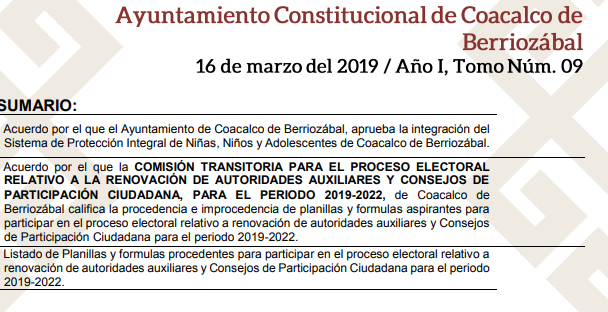 Ayuntamiento Constitucional de Coacalco de
Berriozábal
16 de marzo del 2019 / Año I, Tomo Núm. 09
SUMARIO:
Acuerdo por el que el Ayuntamiento de Coacalco de Berriozábal, aprueba la integración del
Sistema de Protección Integral de Niñas, Niños y Adolescentes de Coacalco de Berriozábal.
Acuerdo por el que la COMISIÓN TRANSITORIA PARA EL PROCESO ELECTORAL
RELATIVO A LA RENOVACIÓN DE AUTORIDADES AUXILIARES Y CONSEJOS DE
PARTICIPACIÓN CIUDADANA, PARA EL PERIODO 2019-2022, de Coacalco de
Berriozábal califica la procedencia e improcedencia de planillas y formulas aspirantes para
participar en el proceso electoral relativo a renovación de autoridades auxiliares y Consejos
de Participación Ciudadana para el periodo 2019-2022.
Listado de Planillas y formulas procedentes para participar en el proceso electoral relativo a
renovación de autoridades auxiliares y Consejos de Participación Ciudadana para el periodo
2019-2022.